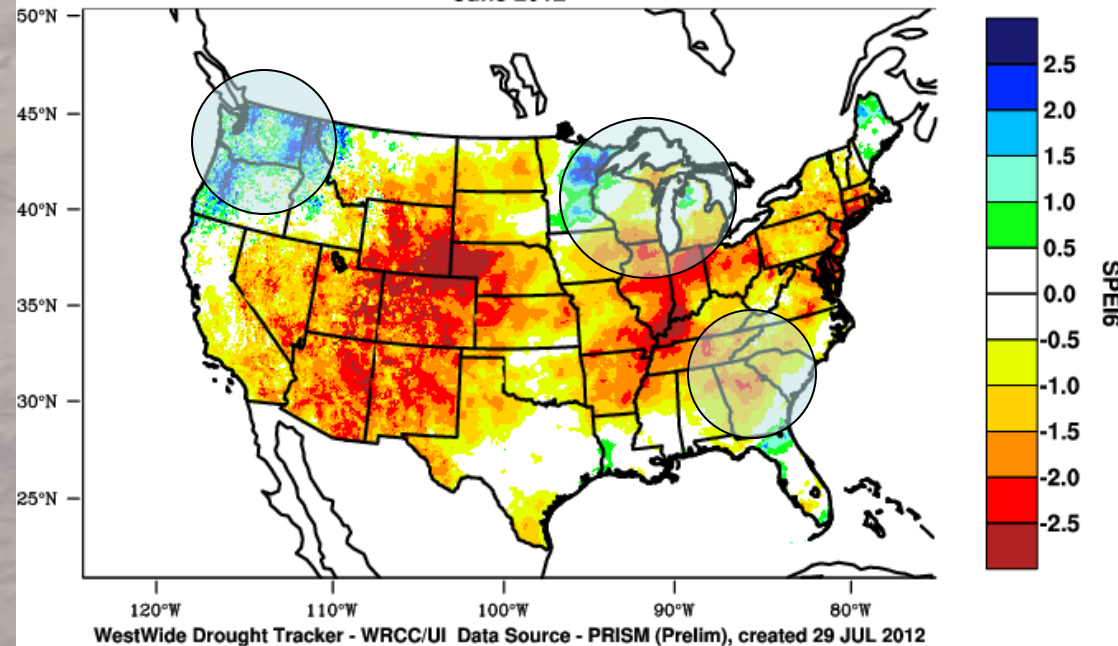 50°N
45°N
40°N
35°N
30°N
25°N
120°W 110°W 100°W 90°W 80°W
2.5
2.0
1.5
1.0
0.5
0.0
-0.5
-1.0
-1.5
-2.0
-2.5
SPEI6
WestWide Drought Tracker - WRCC/UI Data Source - PRISM (Prelim), created 29 JUL 2012